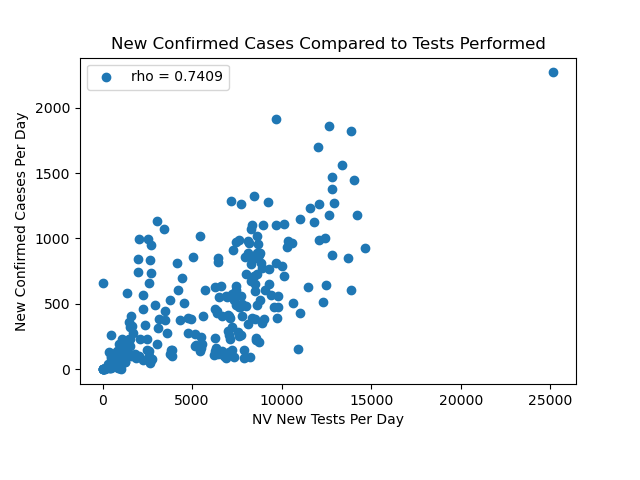 New Confirmed Cases Compared to Tests Performed
rho = 0.7409
New Confirmed Caeses Per Day
2000
1500
1000
500
0
0 5000 10000 15000 20000 25000
NV New Tests Per Day